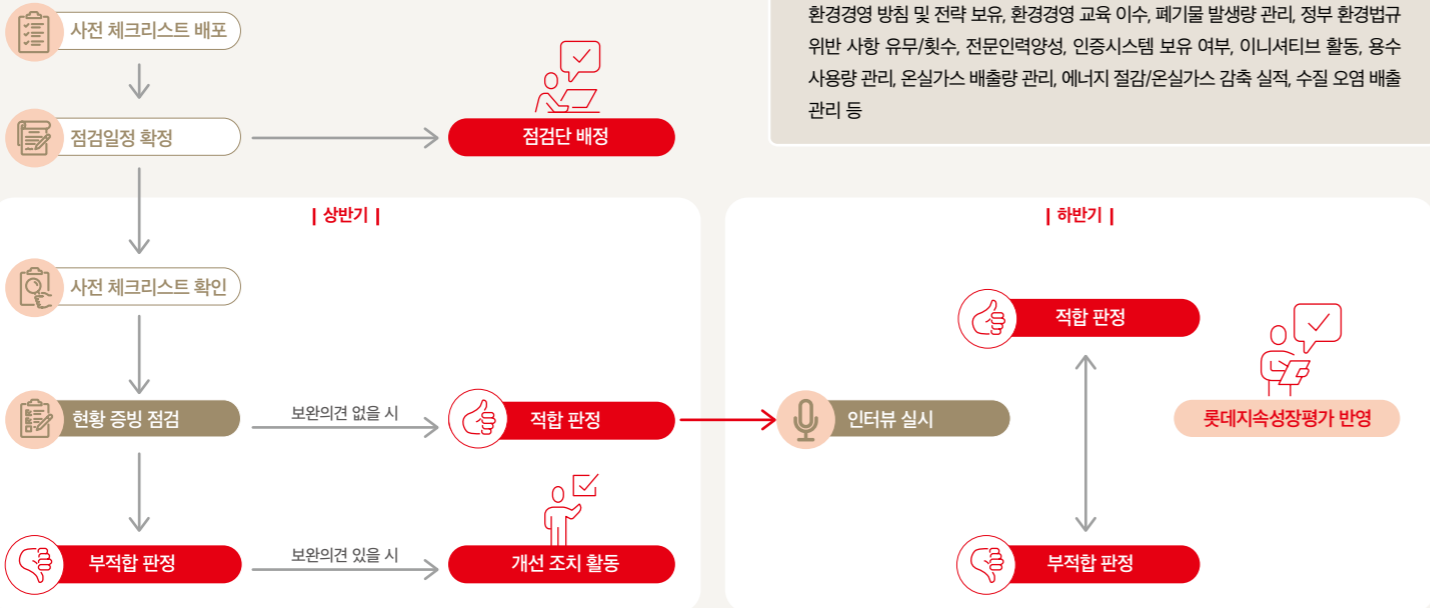 사전 체크리스트 배포
환경경영 방침 및 전략 보유, 환경경영 교육 이수, 폐기물 발생량 관리, 정부 환경법규
위반 사항 유무/횟수, 전문인력양성, 인증시스템 보유 여부, 이니셔티브 활동, 용수
사용량 관리, 온실가스 배출량 관리, 에너지 절감/온실가스 감축 실적, 수질 오염 배출
관리 등
점검일정 확정
점검단 배정
| 상반기 |
사전 체크리스트 확인
현황 증빙 점검
보완의견 없을 시
적합 판정
부적합 판정
보완의견 있을 시
개선 조치 활동
| 하반기 |
적합 판정
인터뷰 실시
롯데지속성장평가 반영
부적합 판정